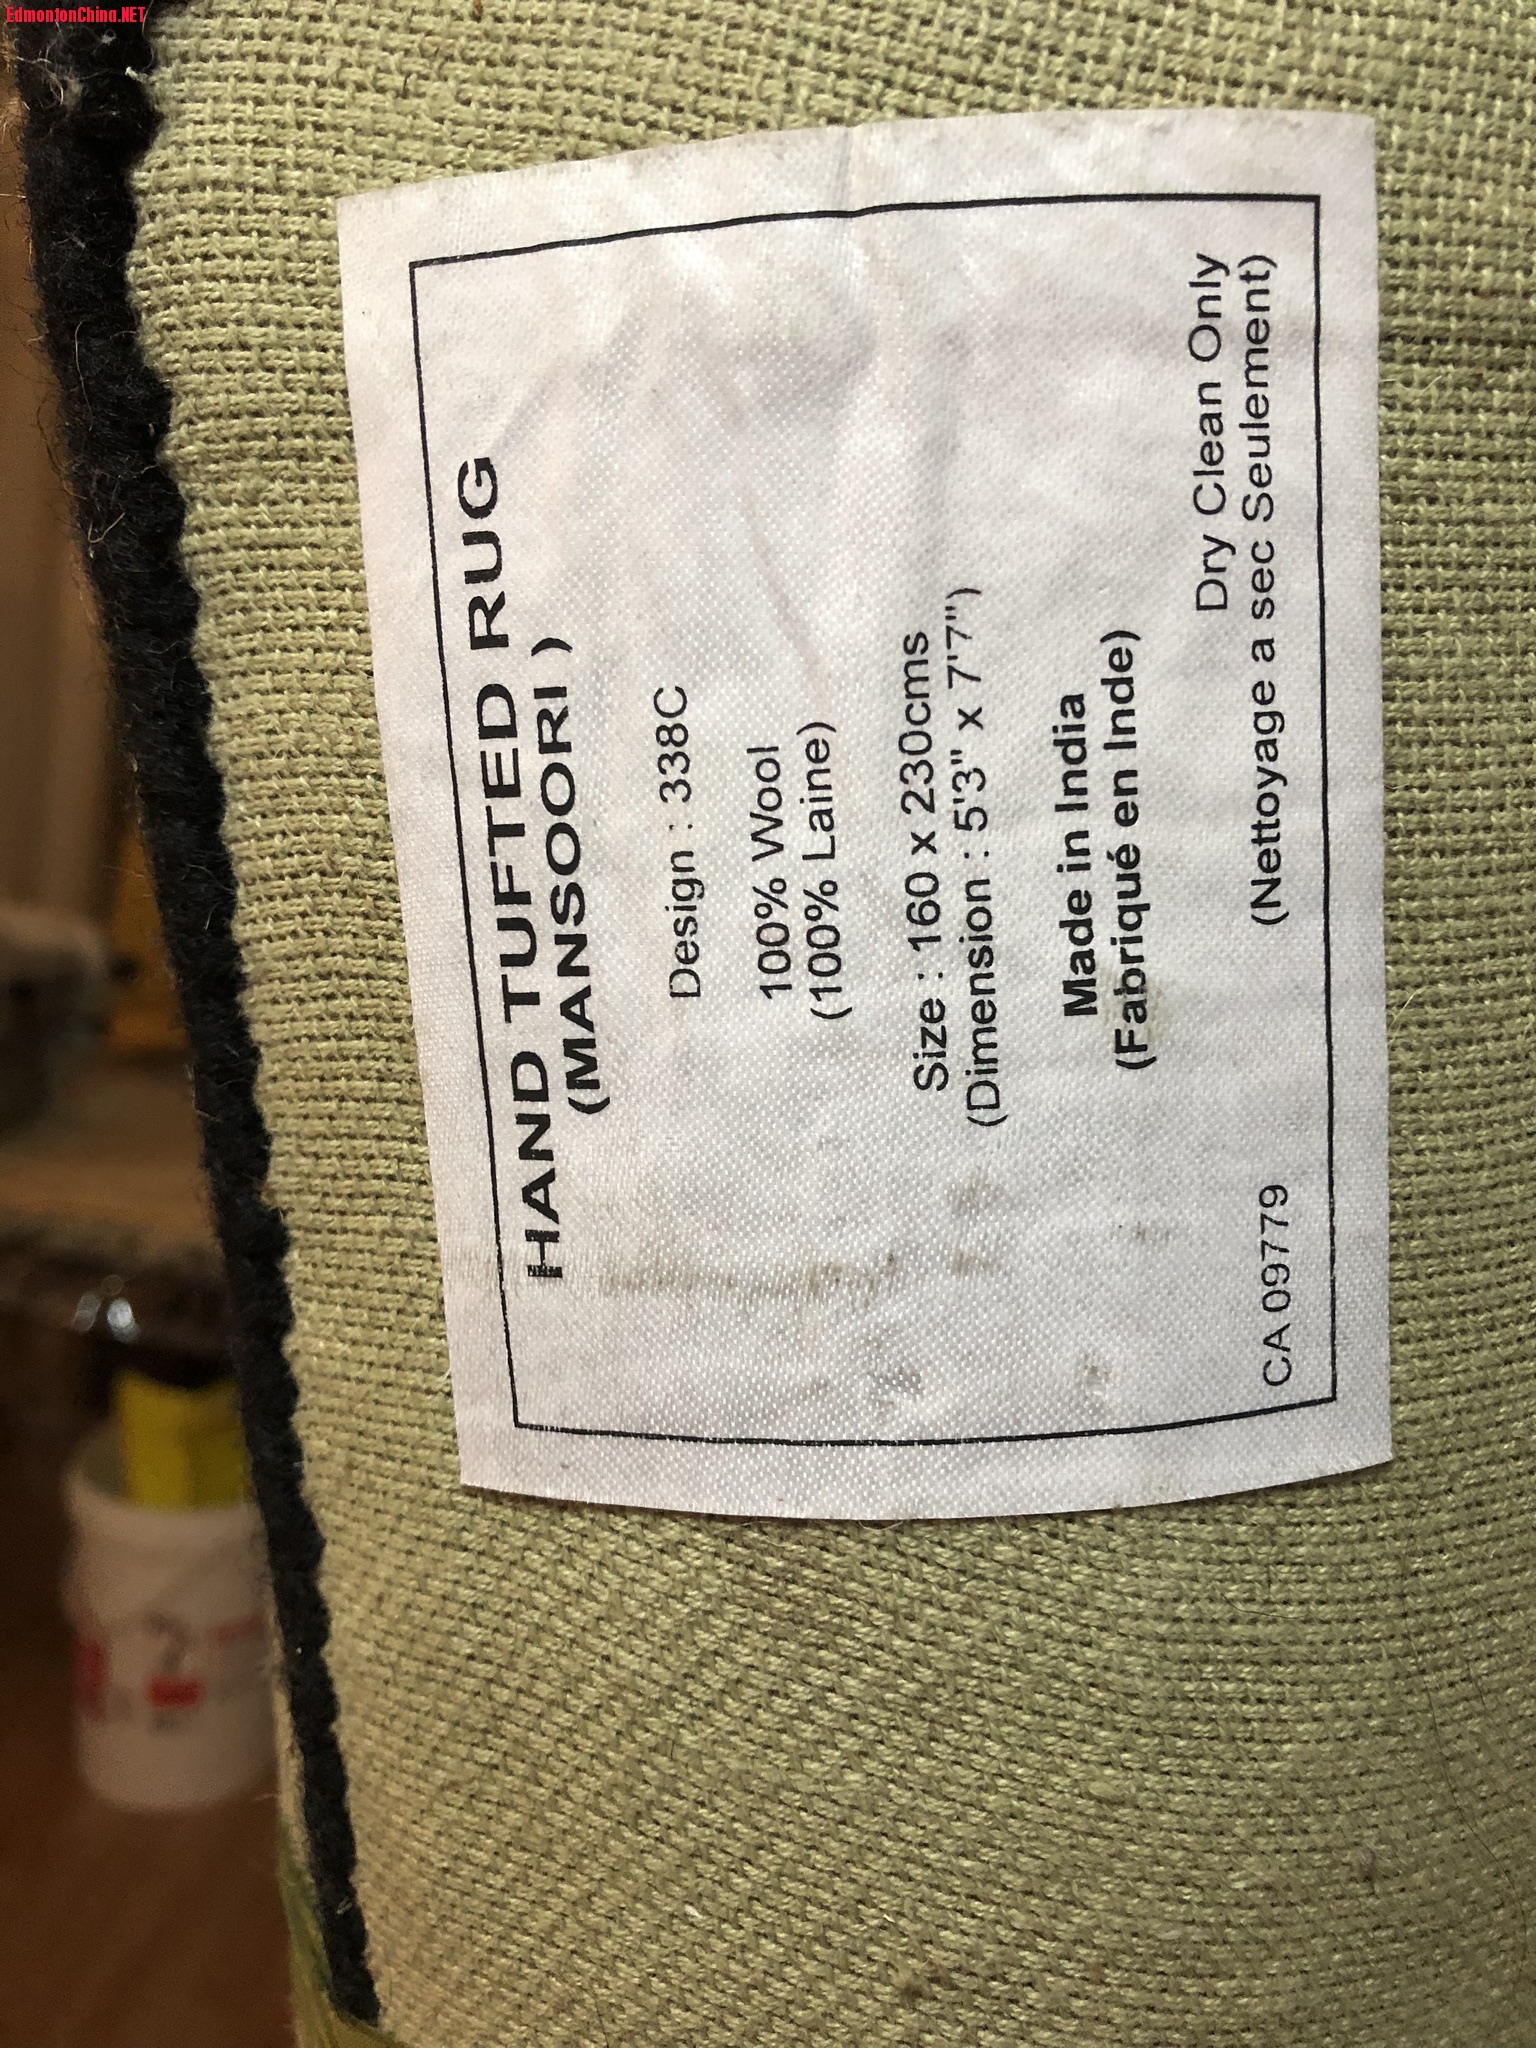 EdmontonChina.NET
HAND TUFTED RUG
(MANSOORI )
Design : 338C
100% Wool
(100% Laine)
Size : 160 x 230cms
(Dimension : 5'3" x 7'7")
Made in India
(Fabriqué en Inde)
Dry Clean Only
CA 09779 (Nettoyage a sec Seulement)